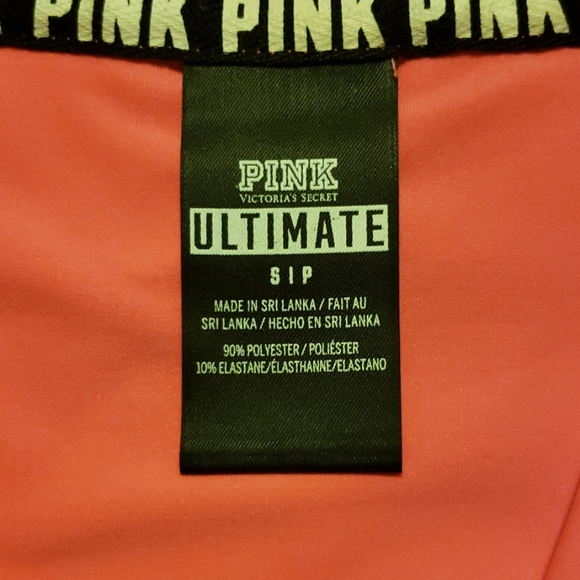 PINK PINK PINK PINK
PINK
VICTORIA'S SECRET
ULTIMATE
S | P
MADE IN SRI LANKA / FAIT AU
SRI LANKA / HECHO EN SRI LANKA
90% POLYESTER / POLIÉSTER
10% ELASTANE/ÉLASTHANNE/ELASTANO